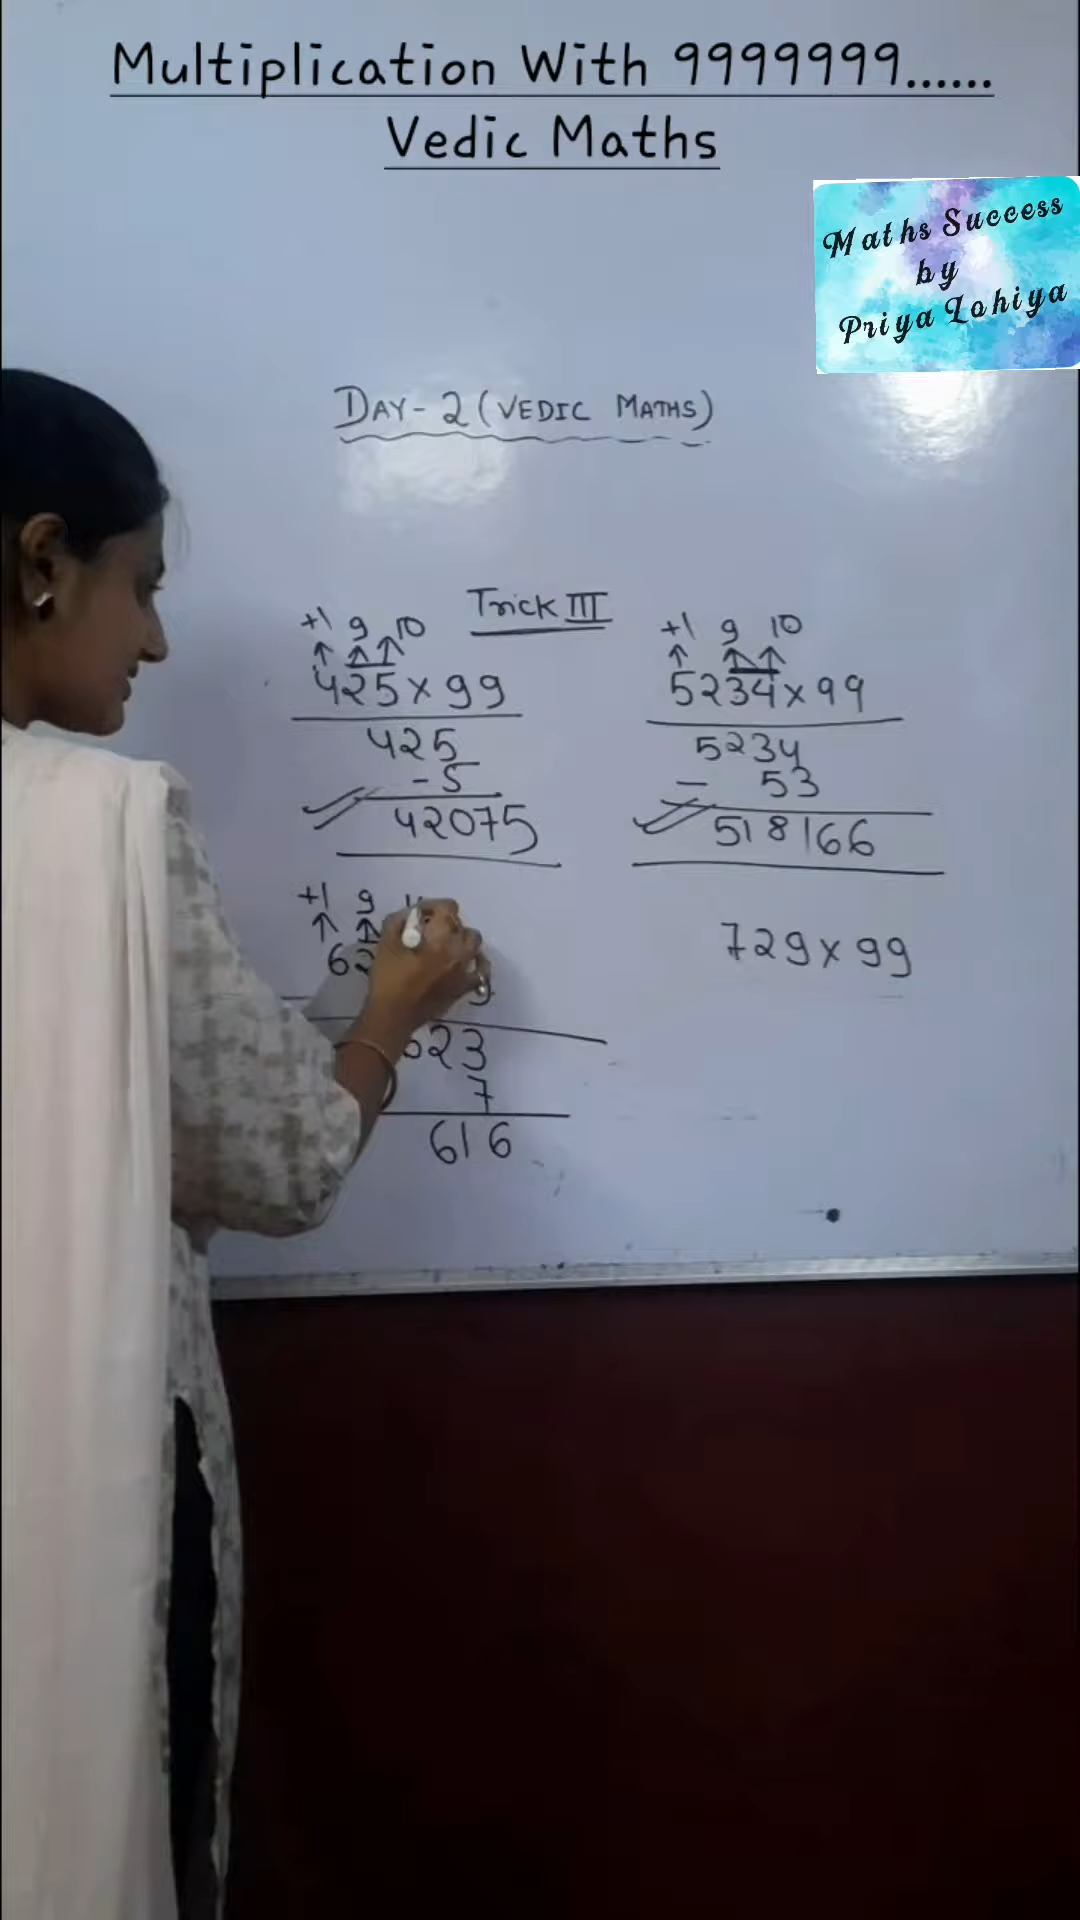 Multiplication With 9999999......
Vedic Maths
Maths Success
by
Priya Lohiya
DAY-2 (VEDIC MATHS)
Trick III
+1 9 10
425 x 99
425
-5
42075
+1 9 10
5234 x 99
5234
- 53
518166
+1 9
62
623
7
616
729 x 99